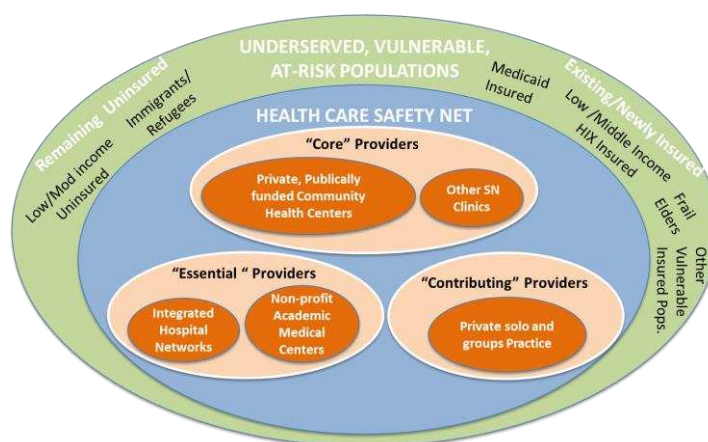 UNDERSERVED, VULNERABLE,
AT-RISK POPULATIONS
Remaining Uninsured
Immigrants/
Refugees
Low/Mod income
Uninsured
Existing/Newly Insured
Medicaid
Insured
Low /Middle Income
HIX Insured
Frail
Elders
Other
Vulnerable
Insured Pops.
HEALTH CARE SAFETY NET
“Core” Providers
Private, Publically
funded Community
Health Centers
Other SN
Clinics
“Essential “ Providers
Integrated
Hospital
Networks
Non-profit
Academic
Medical
Centers
“Contributing” Providers
Private solo and
groups Practice